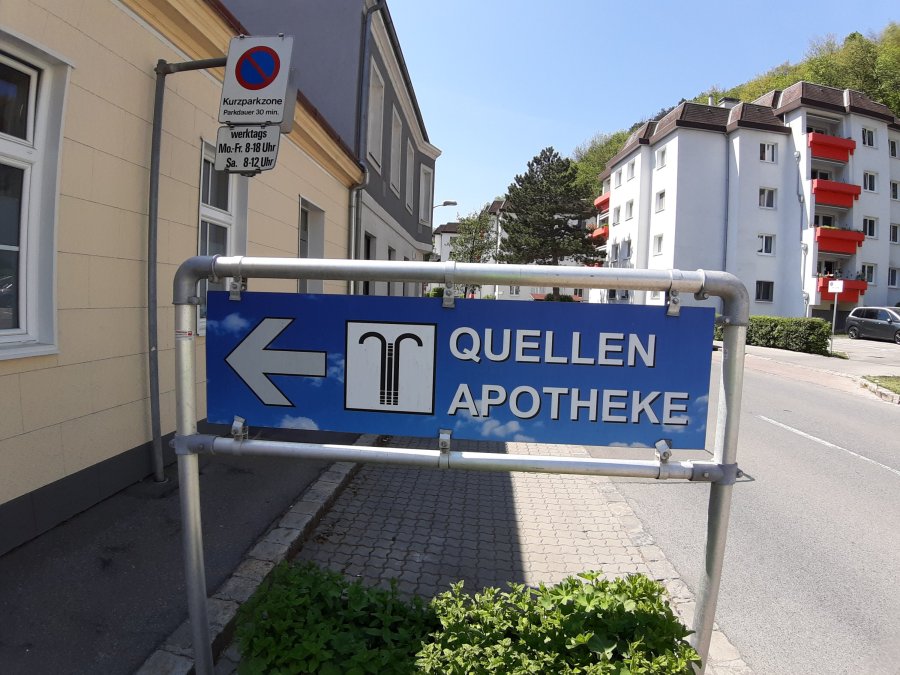 Kurzparkzone
Parkdauer 30 min.
werktags
Mo.-Fr. 8-18 Uhr
Sa. 8-12 Uhr
QUELLEN
APOTHEKE